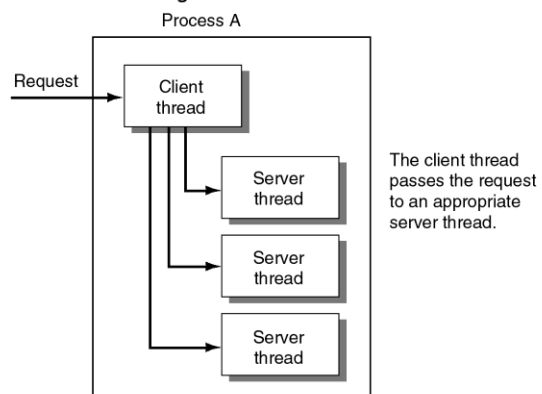 Process A
Request
Client
thread
Server
thread
The client thread
passes the request
to an appropriate
server thread.
Server
thread
Server
thread